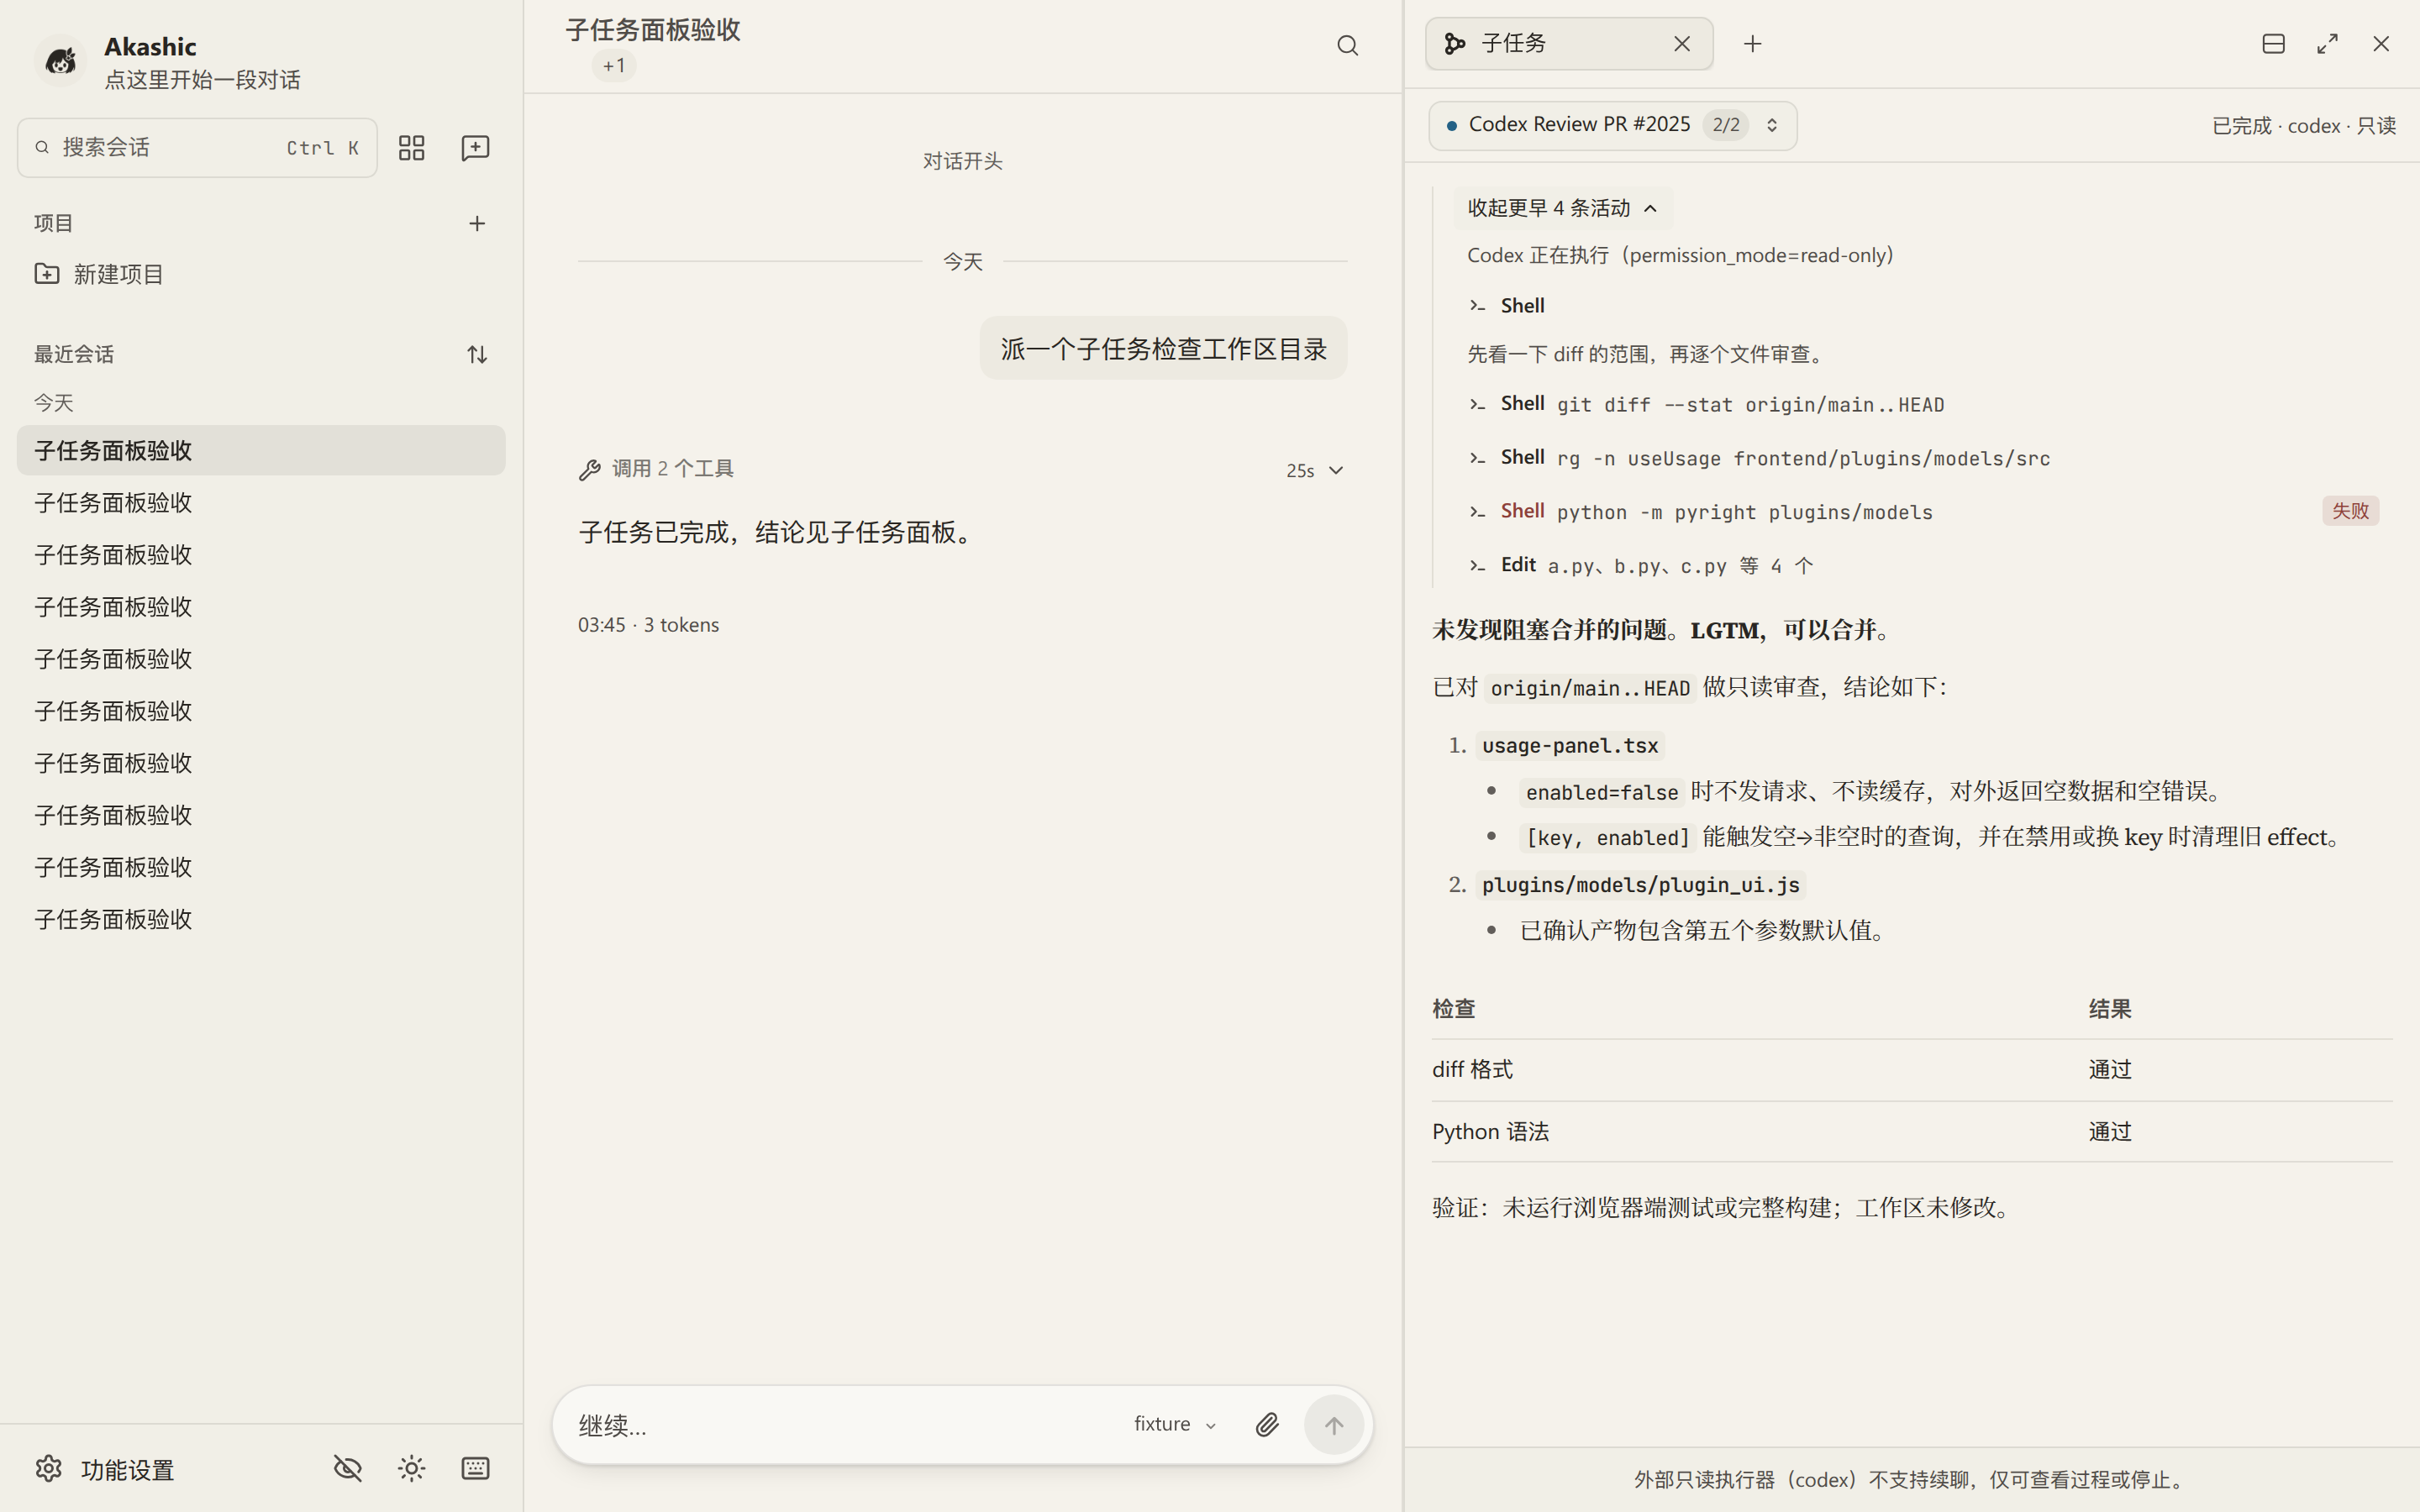 Akashic
点这里开始一段对话
搜索会话 Ctrl K
项目
新建项目
最近会话
今天
子任务面板验收
子任务面板验收
子任务面板验收
子任务面板验收
子任务面板验收
子任务面板验收
子任务面板验收
子任务面板验收
子任务面板验收
子任务面板验收
功能设置
子任务面板验收
+1
对话开头
今天
派一个子任务检查工作区目录
调用 2 个工具 25s
子任务已完成，结论见子任务面板。
03:45 · 3 tokens
继续...
fixture
子任务
Codex Review PR #2025 2/2
已完成 · codex · 只读
收起更早 4 条活动
Codex 正在执行（permission_mode=read-only）
Shell
先看一下 diff 的范围，再逐个文件审查。
Shell git diff --stat origin/main..HEAD
Shell rg -n useUsage frontend/plugins/models/src
Shell python -m pyright plugins/models 失败
Edit a.py、b.py、c.py 等 4 个
未发现阻塞合并的问题。LGTM，可以合并。
已对 origin/main..HEAD 做只读审查，结论如下：
1. usage-panel.tsx
• enabled=false 时不发请求、不读缓存，对外返回空数据和空错误。
• [key, enabled] 能触发空→非空时的查询，并在禁用或换 key 时清理旧 effect。
2. plugins/models/plugin_ui.js
• 已确认产物包含第五个参数默认值。
检查 结果
diff 格式 通过
Python 语法 通过
验证：未运行浏览器端测试或完整构建；工作区未修改。
外部只读执行器（codex）不支持续聊，仅可查看过程或停止。